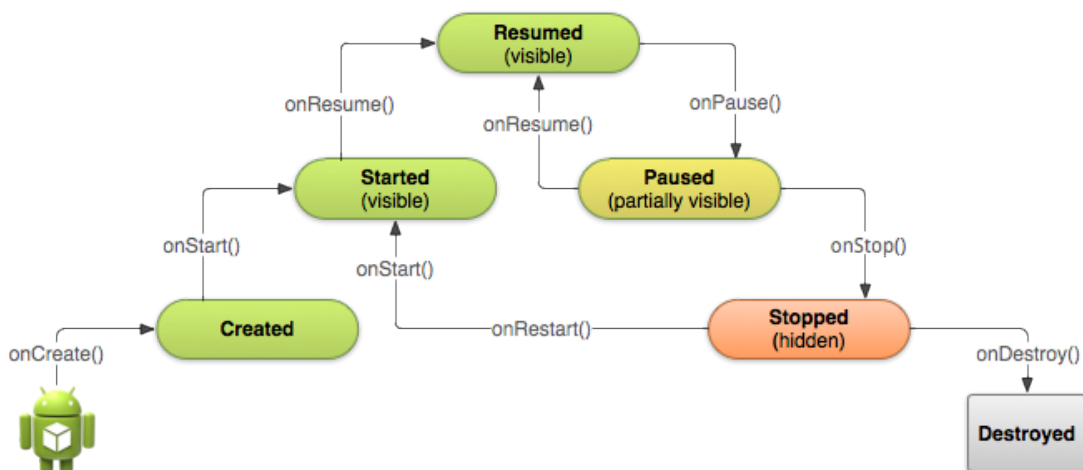 Resumed
(visible)
onResume()
onResume()
onPause()
Started
(visible)
Paused
(partially visible)
onStart()
onStart()
onStop()
Created
onRestart()
Stopped
(hidden)
onCreate()
onDestroy()
Destroyed